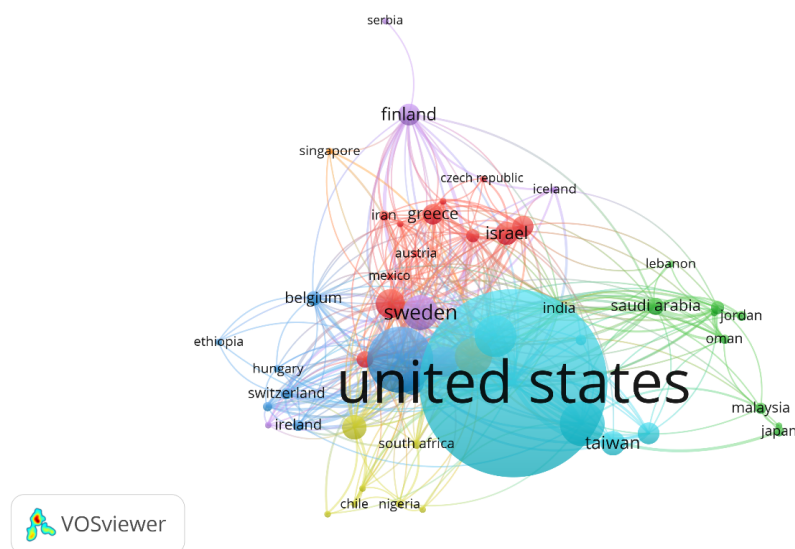 serbia
finland
singapore
czech republic
iceland
iran
greece
israel
austria
lebanon
mexico
belgium
india
saudi arabia
sweden
jordan
oman
ethiopia
hungary
united states
switzerland
malaysia
ireland
japan
south africa
taiwan
chile
nigeria
VOSviewer